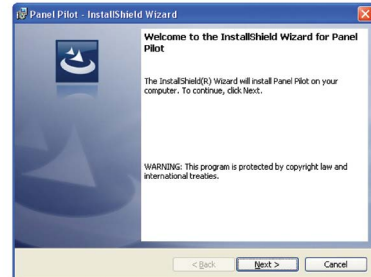 Panel Pilot - InstallShield Wizard
Welcome to the InstallShield Wizard for Panel
Pilot
The InstallShield(R) Wizard will install Panel Pilot on your
computer. To continue, click Next.
WARNING: This program is protected by copyright law and
international treaties.
< Back Next > Cancel